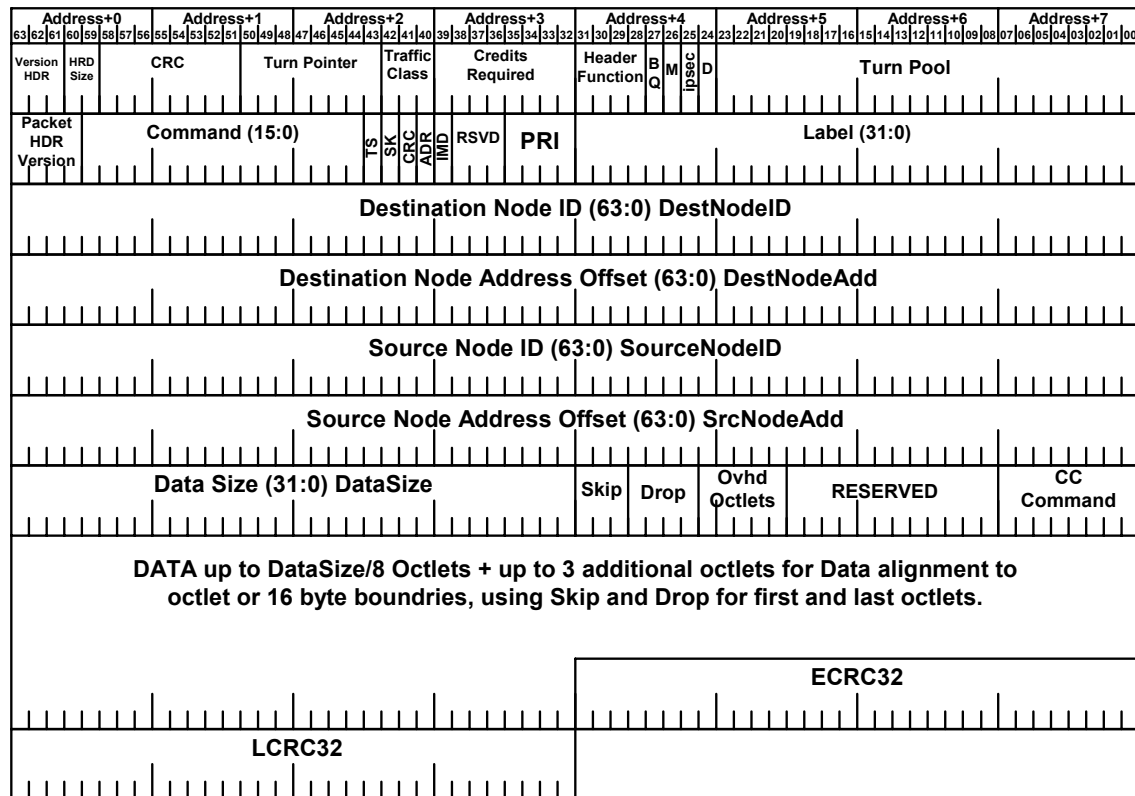 Address+0 Address+1 Address+2 Address+3 Address+4 Address+5 Address+6 Address+7
63 62 61 60 59 58 57 56 55 54 53 52 51 50 49 48 47 46 45 44 43 42 41 40 39 38 37 36 35 34 33 32 31 30 29 28 27 26 25 24 23 22 21 20 19 18 17 16 15 14 13 12 11 10 09 08 07 06 05 04 03 02 01 00
Version HDR
HRD Size
CRC
Turn Pointer
Traffic Class
Credits Required
Header Function
BQ
M
ipsec
D
Turn Pool
Packet HDR Version
Command (15:0)
TS
SK
CRC
ADR
IMD
RSVD
PRI
Label (31:0)
Destination Node ID (63:0) DestNodeID
Destination Node Address Offset (63:0) DestNodeAdd
Source Node ID (63:0) SourceNodeID
Source Node Address Offset (63:0) SrcNodeAdd
Data Size (31:0) DataSize
Skip
Drop
Ovhd Octlets
RESERVED
CC Command
DATA up to DataSize/8 Octlets + up to 3 additional octlets for Data alignment to
octlet or 16 byte boundries, using Skip and Drop for first and last octlets.
ECRC32
LCRC32